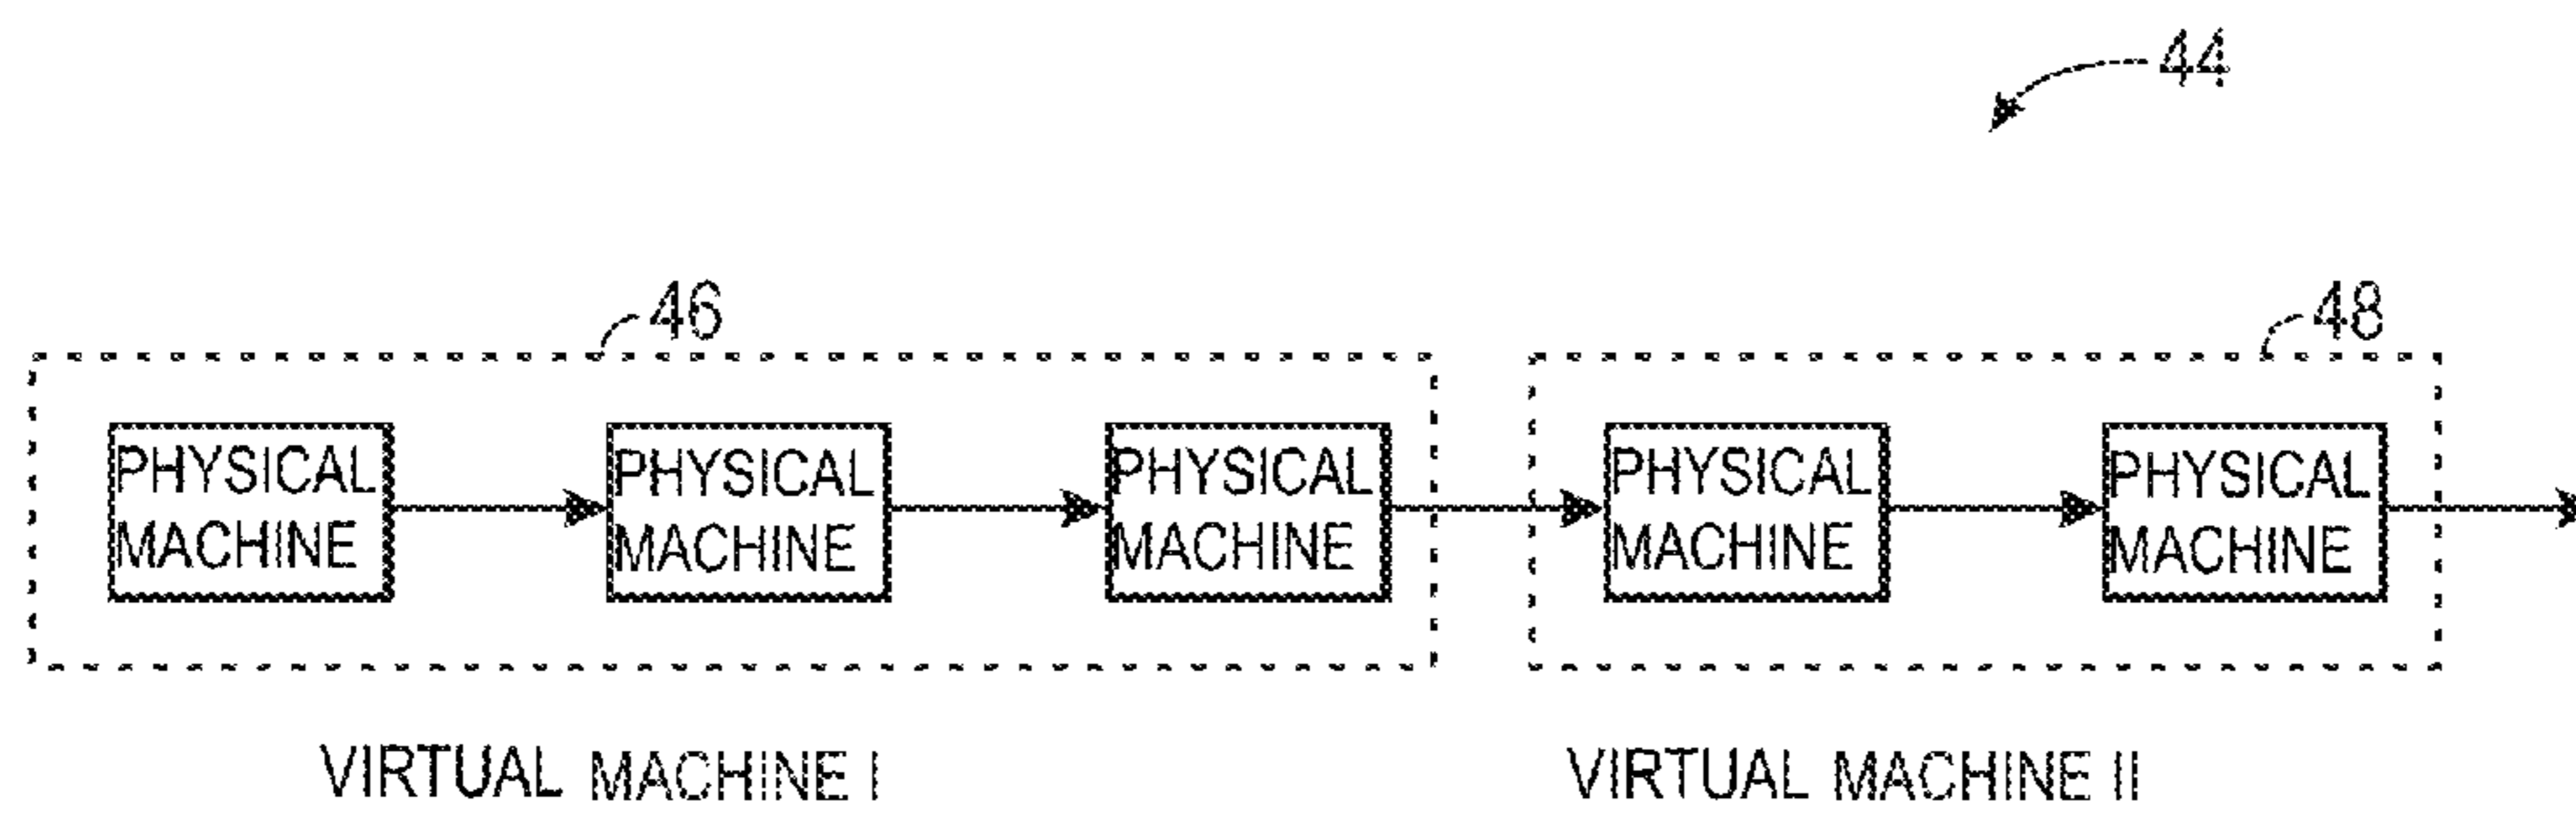 44
46
48
PHYSICAL
MACHINE
PHYSICAL
MACHINE
PHYSICAL
MACHINE
PHYSICAL
MACHINE
PHYSICAL
MACHINE
VIRTUAL MACHINE I
VIRTUAL MACHINE II